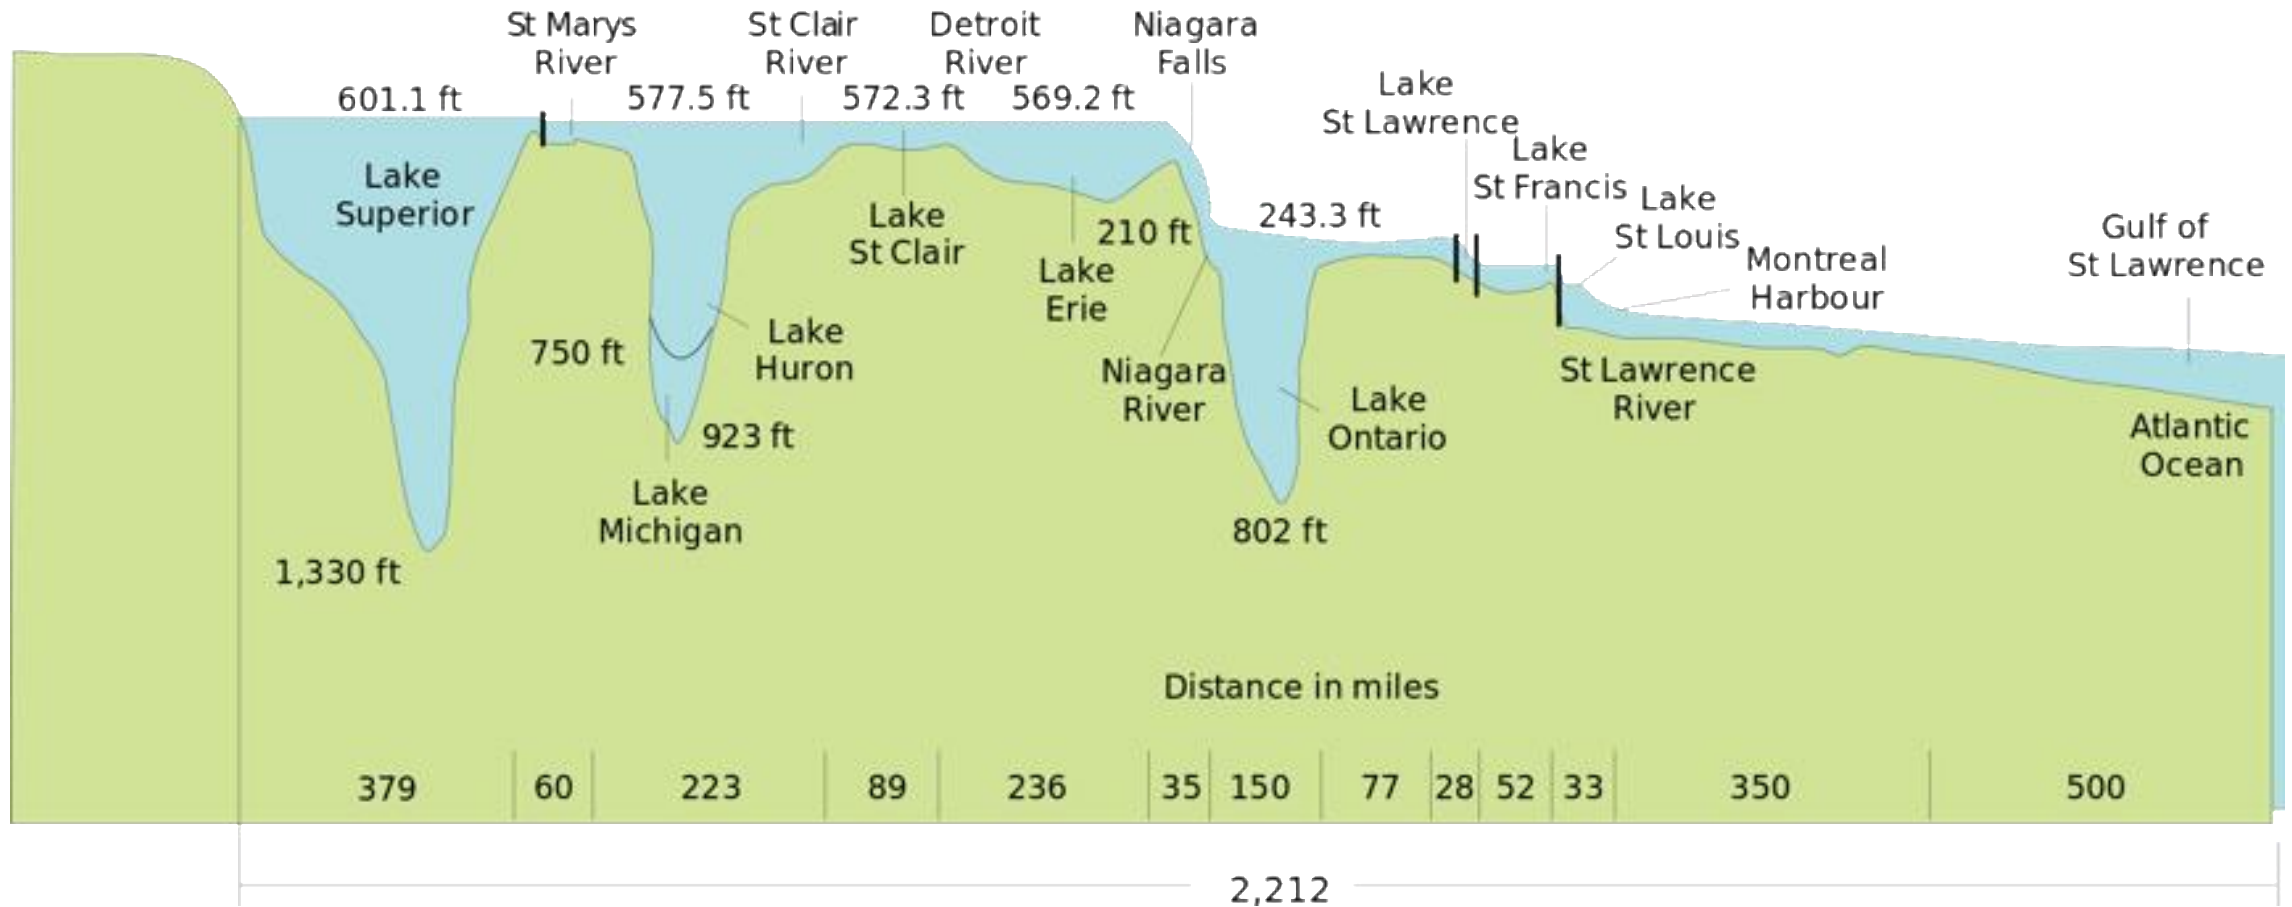 St Marys
River
St Clair
River
Detroit
River
Niagara
Falls
601.1 ft
577.5 ft
572.3 ft
569.2 ft
Lake
St Lawrence
Lake
St Francis
Lake
St Louis
Montreal
Harbour
Gulf of
St Lawrence
Lake
Superior
Lake
St Clair
210 ft
243.3 ft
Lake
Erie
Lake
Huron
750 ft
923 ft
Niagara
River
Lake
Ontario
St Lawrence
River
Atlantic
Ocean
Lake
Michigan
802 ft
1,330 ft
Distance in miles
379
60
223
89
236
35
150
77
28
52
33
350
500
2,212